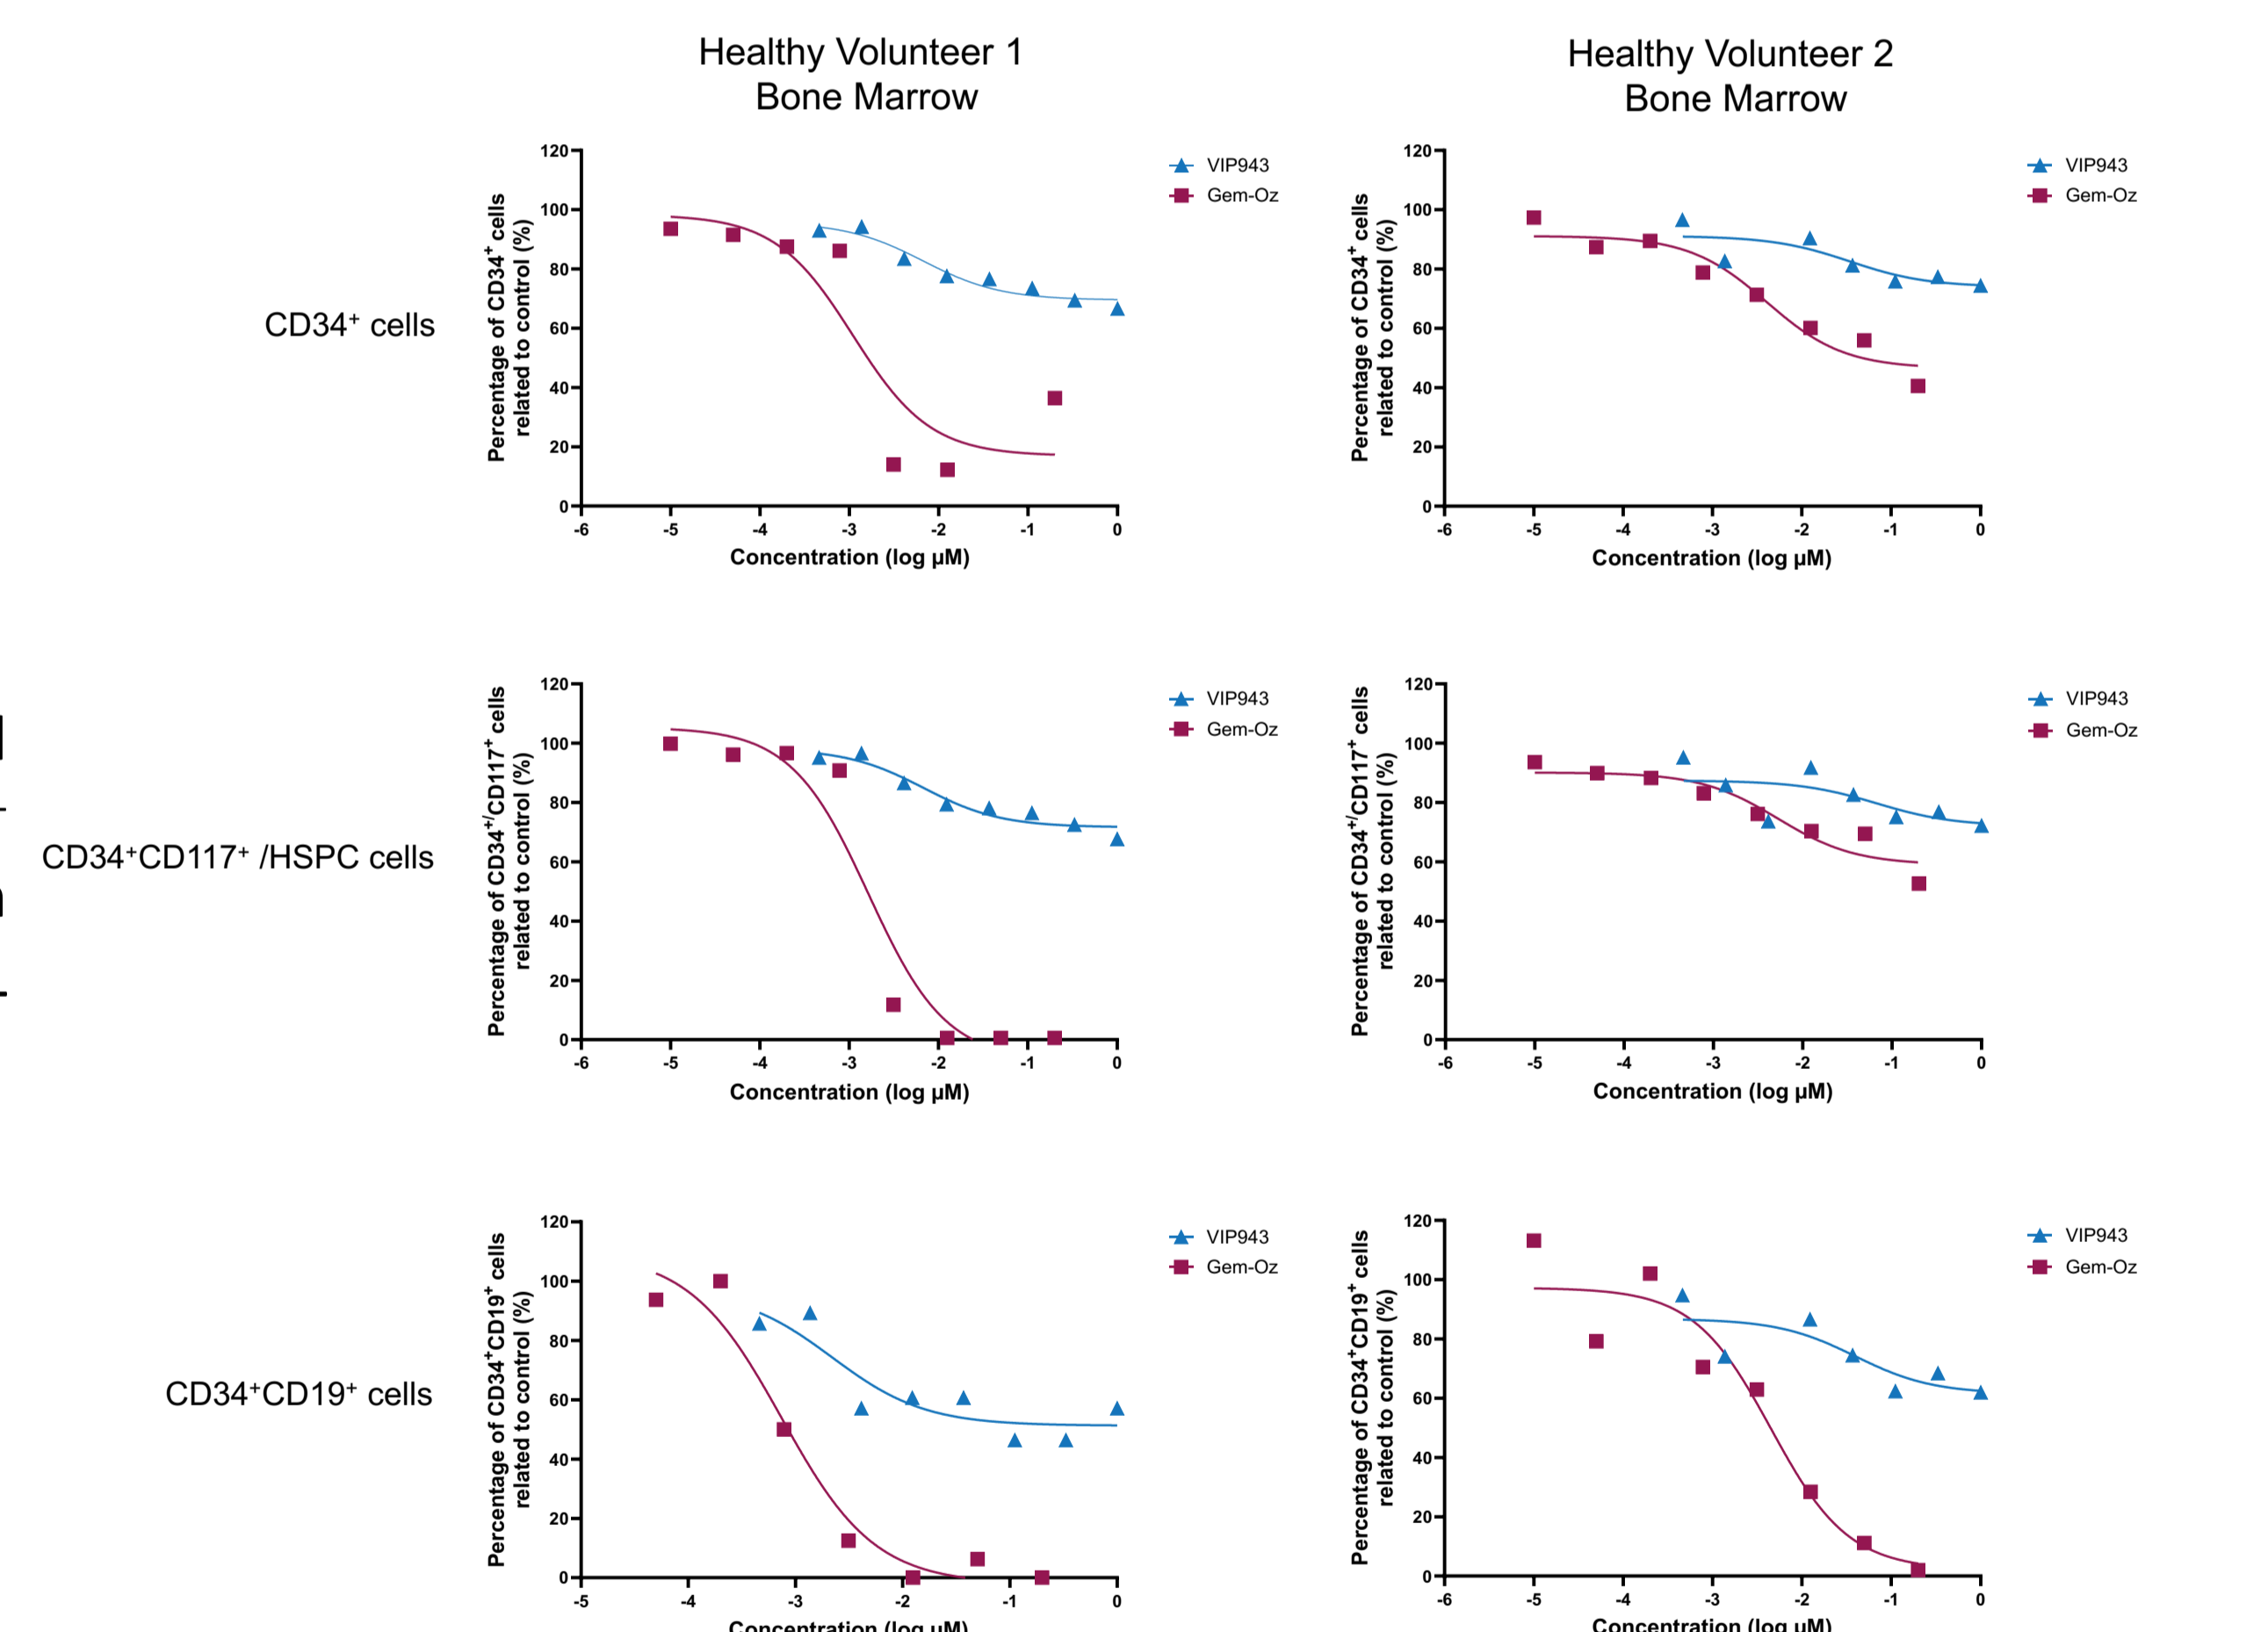 Healthy Volunteer 1
Bone Marrow
Healthy Volunteer 2
Bone Marrow
CD34⁺ cells
Percentage of CD34⁺ cells
related to control (%)
120
100
80
60
40
20
0
-6 -5 -4 -3 -2 -1 0
Concentration (log µM)
VIP943
Gem-Oz
Percentage of CD34⁺ cells
related to control (%)
120
100
80
60
40
20
0
-6 -5 -4 -3 -2 -1 0
Concentration (log µM)
VIP943
Gem-Oz
CD34⁺CD117⁺ /HSPC cells
Percentage of CD34⁺/CD117⁺ cells
related to control (%)
120
100
80
60
40
20
0
-6 -5 -4 -3 -2 -1 0
Concentration (log µM)
VIP943
Gem-Oz
Percentage of CD34⁺/CD117⁺ cells
related to control (%)
120
100
80
60
40
20
0
-6 -5 -4 -3 -2 -1 0
Concentration (log µM)
VIP943
Gem-Oz
CD34⁺CD19⁺ cells
Percentage of CD34⁺CD19⁺ cells
related to control (%)
120
100
80
60
40
20
0
-5 -4 -3 -2 -1 0
Concentration (log µM)
VIP943
Gem-Oz
Percentage of CD34⁺CD19⁺ cells
related to control (%)
120
100
80
60
40
20
0
-6 -5 -4 -3 -2 -1 0
Concentration (log µM)
VIP943
Gem-Oz